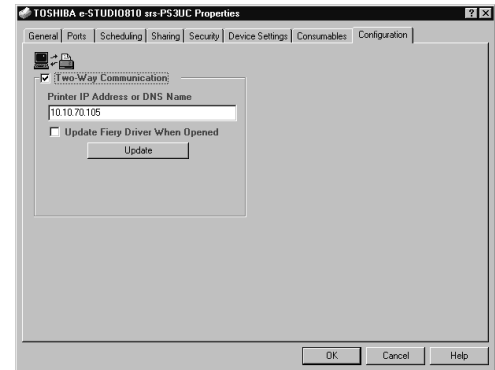 TOSHIBA e-STUDIO810 srs-PS3UC Properties
General Ports Scheduling Sharing Security Device Settings Consumables Configuration
Two-Way Communication
Printer IP Address or DNS Name
10.10.70.105
Update Fiery Driver When Opened
Update
OK Cancel Help